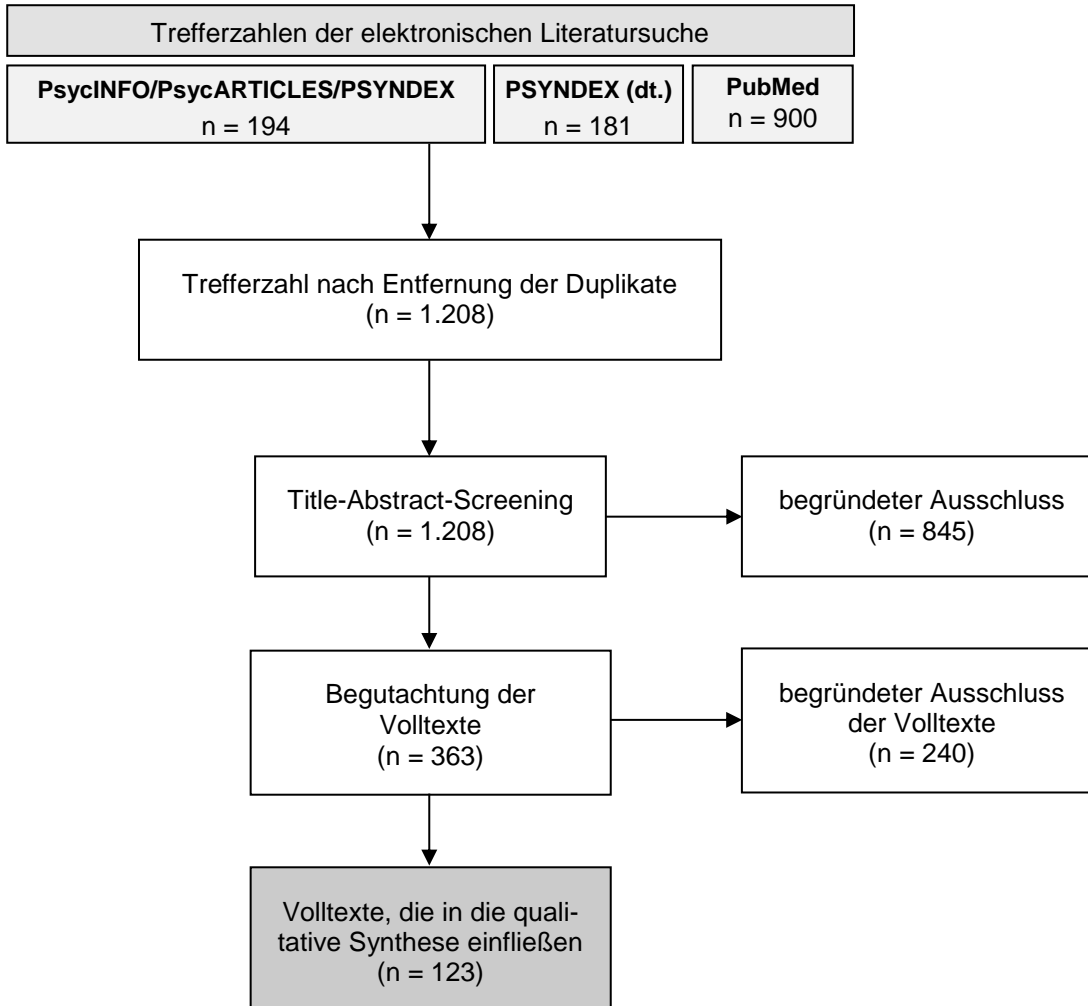 Trefferzahlen der elektronischen Literatursuche
PsycINFO/PsycARTICLES/PSYNDEX
n = 194
PSYNDEX (dt.)
n = 181
PubMed
n = 900
Trefferzahl nach Entfernung der Duplikate
(n = 1.208)
Title-Abstract-Screening
(n = 1.208)
begründeter Ausschluss
(n = 845)
Begutachtung der
Volltexte
(n = 363)
begründeter Ausschluss
der Volltexte
(n = 240)
Volltexte, die in die quali-
tative Synthese einfließen
(n = 123)